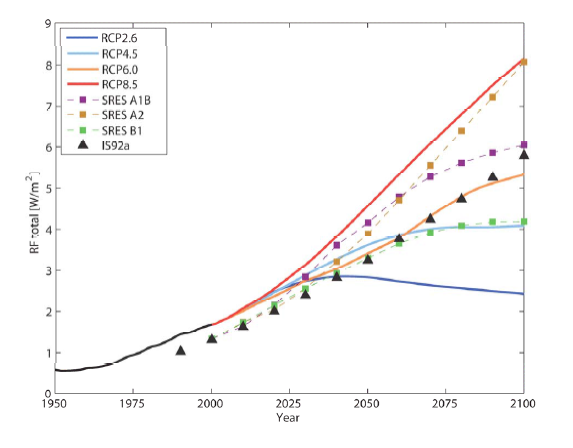 9
8
7
6
5
4
3
2
1
0
RF total [W/m²]
RCP2.6
RCP4.5
RCP6.0
RCP8.5
SRES A1B
SRES A2
SRES B1
IS92a
1950 1975 2000 2025 2050 2075 2100
Year